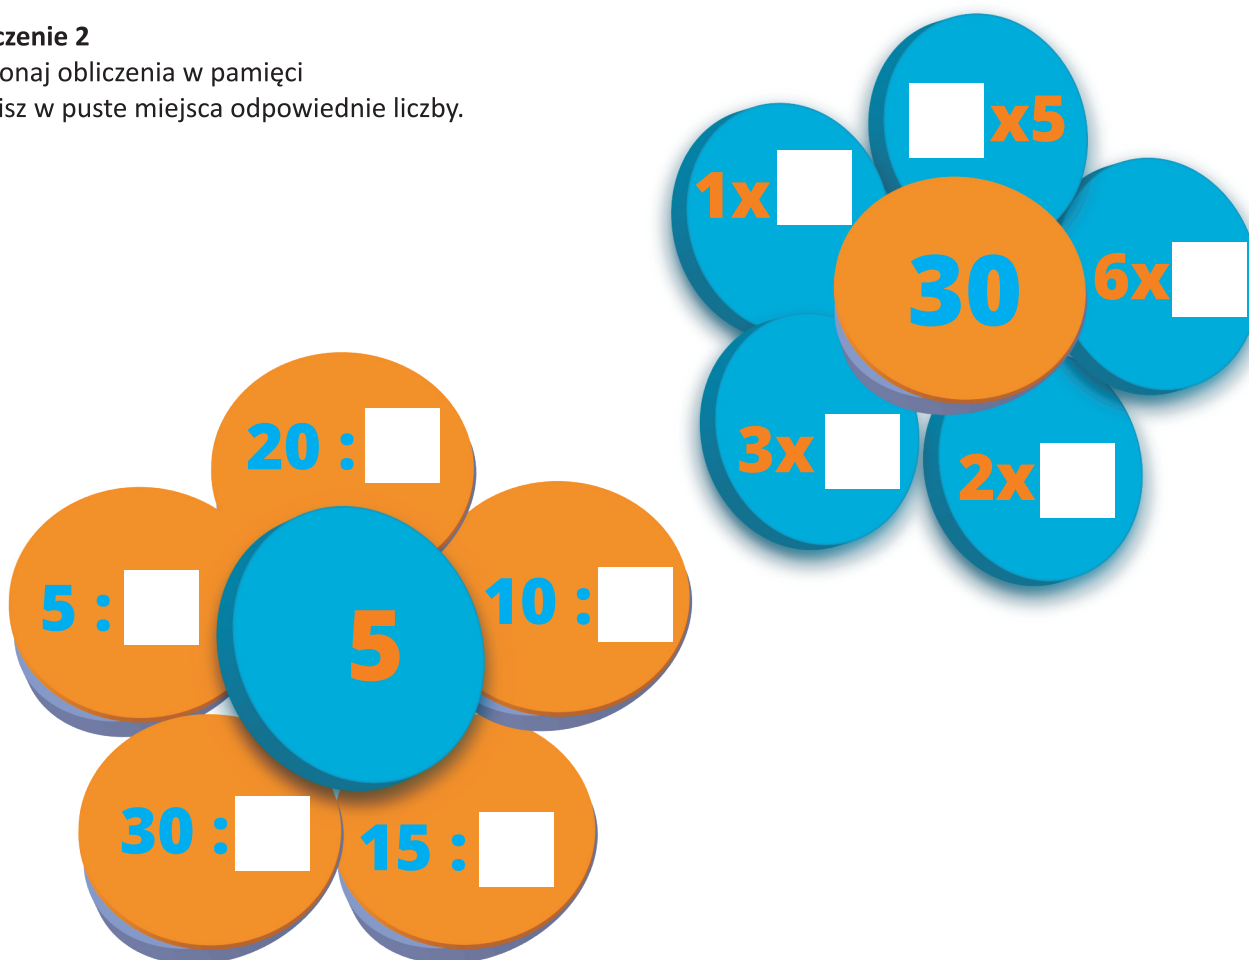 czenie 2
onaj obliczenia w pamięci
isz w puste miejsca odpowiednie liczby.
x5
1x
30
6x
3x
2x
20 :
5 :
5
10 :
30 :
15 :